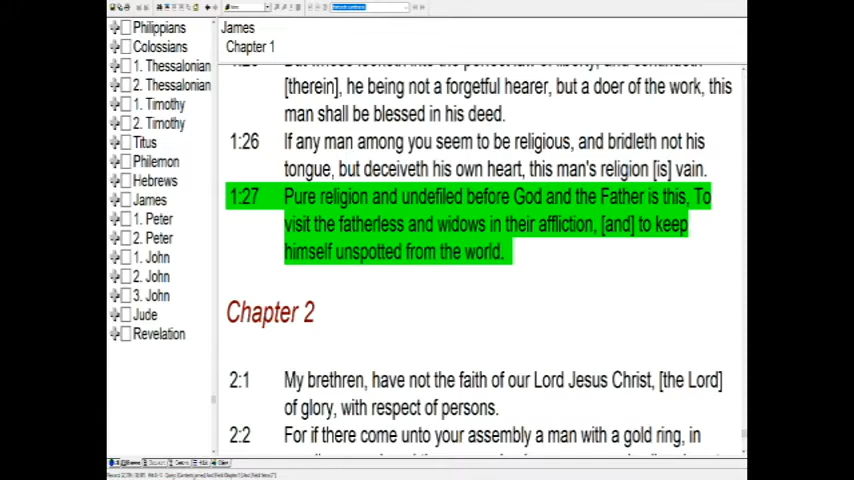 Philippians
Colossians
1. Thessalonian
2. Thessalonian
1. Timothy
2. Timothy
Titus
Philemon
Hebrews
James
1. Peter
2. Peter
1. John
2. John
3. John
Jude
Revelation
James
Chapter 1
[therein], he being not a forgetful hearer, but a doer of the work, this
man shall be blessed in his deed.
1:26 If any man among you seem to be religious, and bridleth not his
tongue, but deceiveth his own heart, this man's religion [is] vain.
1:27 Pure religion and undefiled before God and the Father is this, To
visit the fatherless and widows in their affliction, [and] to keep
himself unspotted from the world.
Chapter 2
2:1 My brethren, have not the faith of our Lord Jesus Christ, [the Lord]
of glory, with respect of persons.
2:2 For if there come unto your assembly a man with a gold ring, in